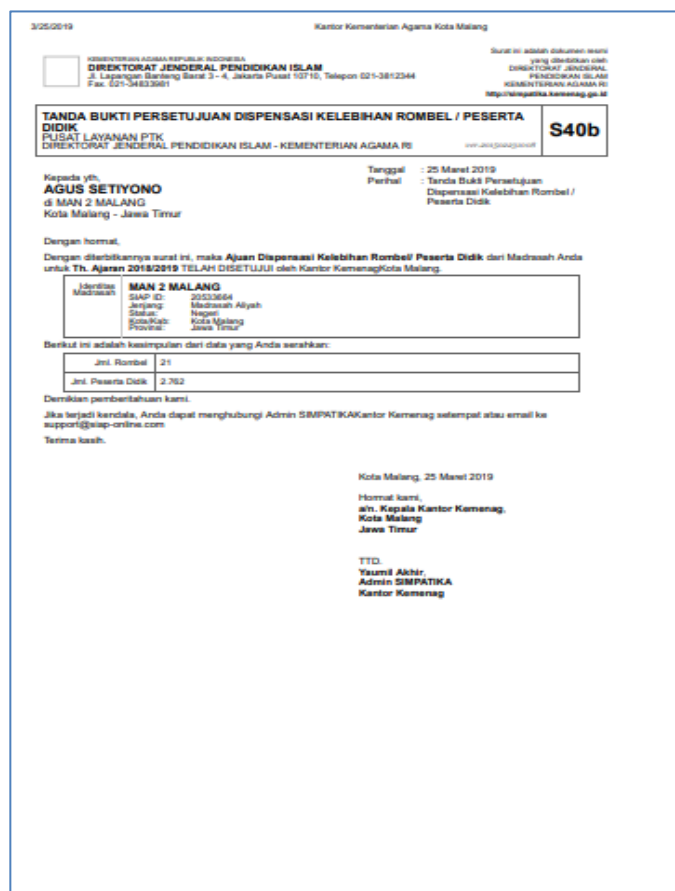 3/25/2019
Kantor Kementerian Agama Kota Malang
KEMENTERIAN AGAMA REPUBLIK INDONESIA
DIREKTORAT JENDERAL PENDIDIKAN ISLAM
Jl. Lapangan Banteng Barat 3 – 4, Jakarta Pusat 10710, Telepon 021-3812344
Fax. 021-34833981
Surat ini adalah dokumen resmi
yang diterbitkan oleh
DIREKTORAT JENDERAL
PENDIDIKAN ISLAM
KEMENTERIAN AGAMA RI
http://simpatika.kemenag.go.id
TANDA BUKTI PERSETUJUAN DISPENSASI KELEBIHAN ROMBEL / PESERTA
DIDIK
PUSAT LAYANAN PTK
DIREKTORAT JENDERAL PENDIDIKAN ISLAM - KEMENTERIAN AGAMA RI
S40b
Tanggal : 25 Maret 2019
Perihal : Tanda Bukti Persetujuan
Dispensasi Kelebihan Rombel /
Peserta Didik
Kepada yth,
AGUS SETIYONO
di MAN 2 MALANG
Kota Malang - Jawa Timur
Dengan hormat,
Dengan diterbitkannya surat ini, maka Ajuan Dispensasi Kelebihan Rombel/ Peserta Didik dari Madrasah Anda
untuk Th. Ajaran 2018/2019 TELAH DISETUJUI oleh Kantor KemenagKota Malang.
Identitas
Madrasah
MAN 2 MALANG
SIAP ID: 20533664
Jenjang: Madrasah Aliyah
Status: Negeri
Kota/Kab: Kota Malang
Provinsi: Jawa Timur
Berikut ini adalah kesimpulan dari data yang Anda serahkan:
Jml. Rombel 21
Jml. Peserta Didik 2.762
Demikian pemberitahuan kami.
Jika terjadi kendala, Anda dapat menghubungi Admin SIMPATIKAKantor Kemenag setempat atau email ke
support@siap-online.com
Terima kasih.
Kota Malang, 25 Maret 2019
Hormat kami,
a/n. Kepala Kantor Kemenag,
Kota Malang
Jawa Timur
TTD.
Yaumil Akhir,
Admin SIMPATIKA
Kantor Kemenag